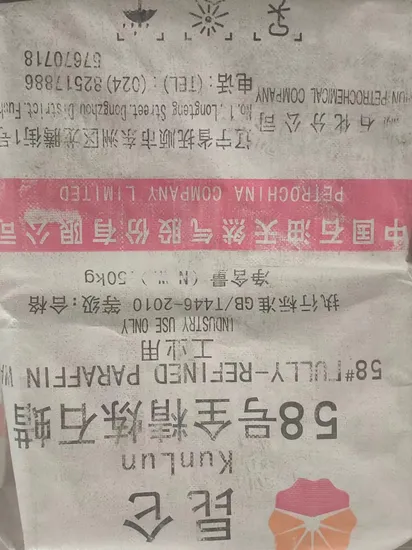 昆仑
KunLun
58号全精炼石蜡
58#FULLY-REFINED PARAFFIN WA
工业用
INDUSTRY USE ONLY
执行标准GB/T446-2010 等级:合格
净含量(N.W.):50kg
中国石油天然气股份有限公司
PETROCHINA COMPANY LIMITED
石化分公司
PETROCHEMICAL COMPANY
辽宁省抚顺市东洲区龙腾街1号
No.1, Longteng Street, Dongzhou District, Fush
电话:(TEL):(024)82517886
57670718